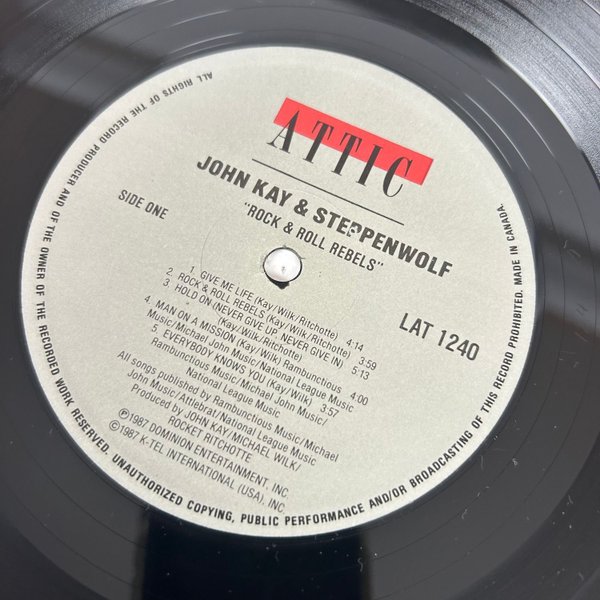 ATTIC
JOHN KAY & STEPPENWOLF
"ROCK & ROLL REBELS"
SIDE ONE
LAT 1240
1. GIVE ME LIFE (Kay/Wilk/Ritchotte) 4:14
2. ROCK & ROLL REBELS (Kay/Wilk/Ritchotte) 3:59
3. HOLD ON (NEVER GIVE UP, NEVER GIVE IN)
(Kay/Wilk/Ritchotte) 5:13
4. MAN ON A MISSION (Kay/Wilk) Rambunctious
Music/Michael John Music/National League Music 4:00
5. EVERYBODY KNOWS YOU (Kay/Wilk) 3:57
Rambunctious Music/Michael John Music/
National League Music
All songs published by Rambunctious Music/Michael
John Music/Attlebrat/National League Music
Produced by JOHN KAY/MICHAEL WILK/
ROCKET RITCHOTTE
℗1987 DOMINION ENTERTAINMENT, INC
©1987 K-TEL INTERNATIONAL (USA), INC
ALL RIGHTS OF THE RECORD PRODUCER AND OF THE OWNER OF THE RECORDED WORK RESERVED. UNAUTHORIZED COPYING, PUBLIC PERFORMANCE AND/OR BROADCASTING OF THIS RECORD PROHIBITED. MADE IN CANADA.